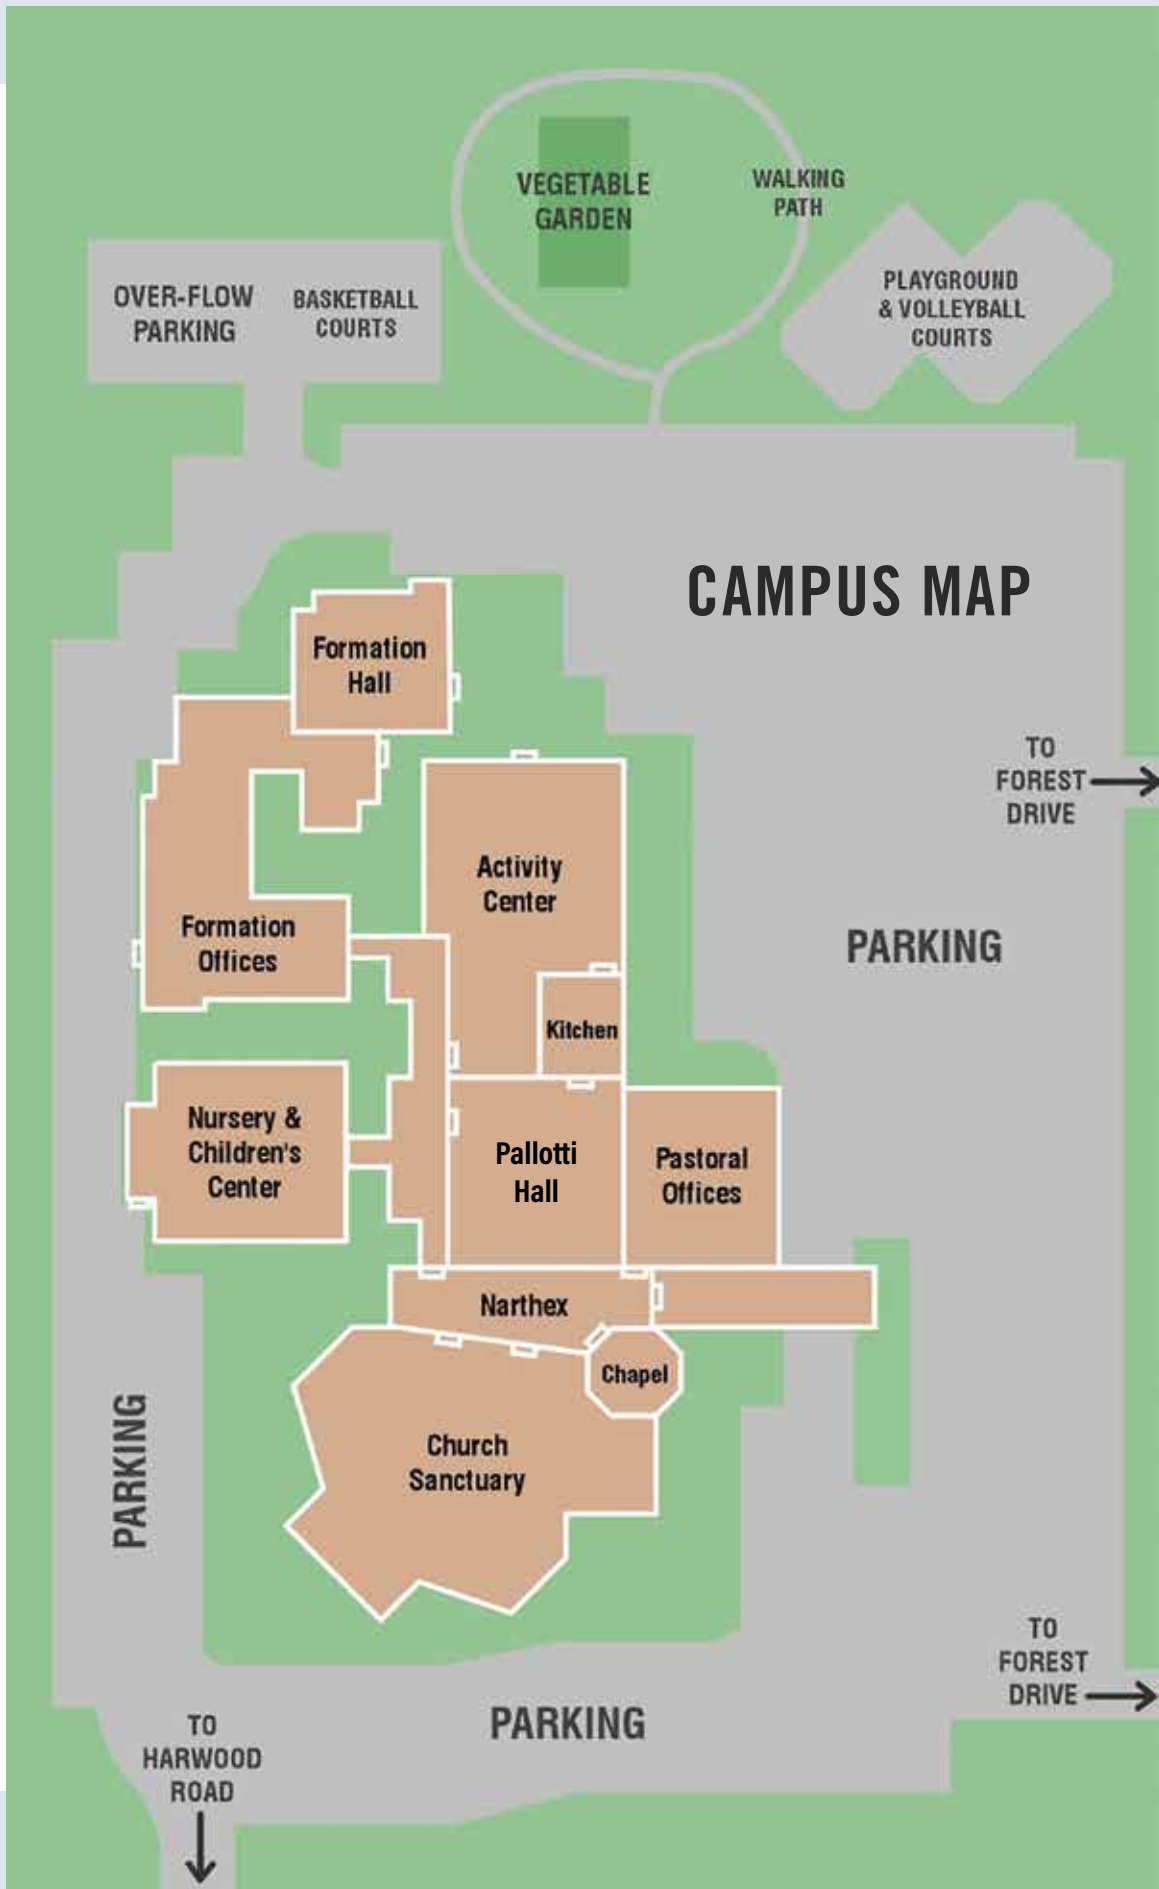 VEGETABLE
GARDEN
WALKING
PATH
OVER-FLOW
PARKING
BASKETBALL
COURTS
PLAYGROUND
& VOLLEYBALL
COURTS
CAMPUS MAP
Formation
Hall
TO
FOREST
DRIVE
Activity
Center
Formation
Offices
PARKING
Kitchen
Nursery &
Children's
Center
Pallotti
Hall
Pastoral
Offices
Narthex
Chapel
Church
Sanctuary
PARKING
TO
FOREST
DRIVE
PARKING
TO
HARWOOD
ROAD